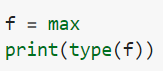 f = max
print(type(f))